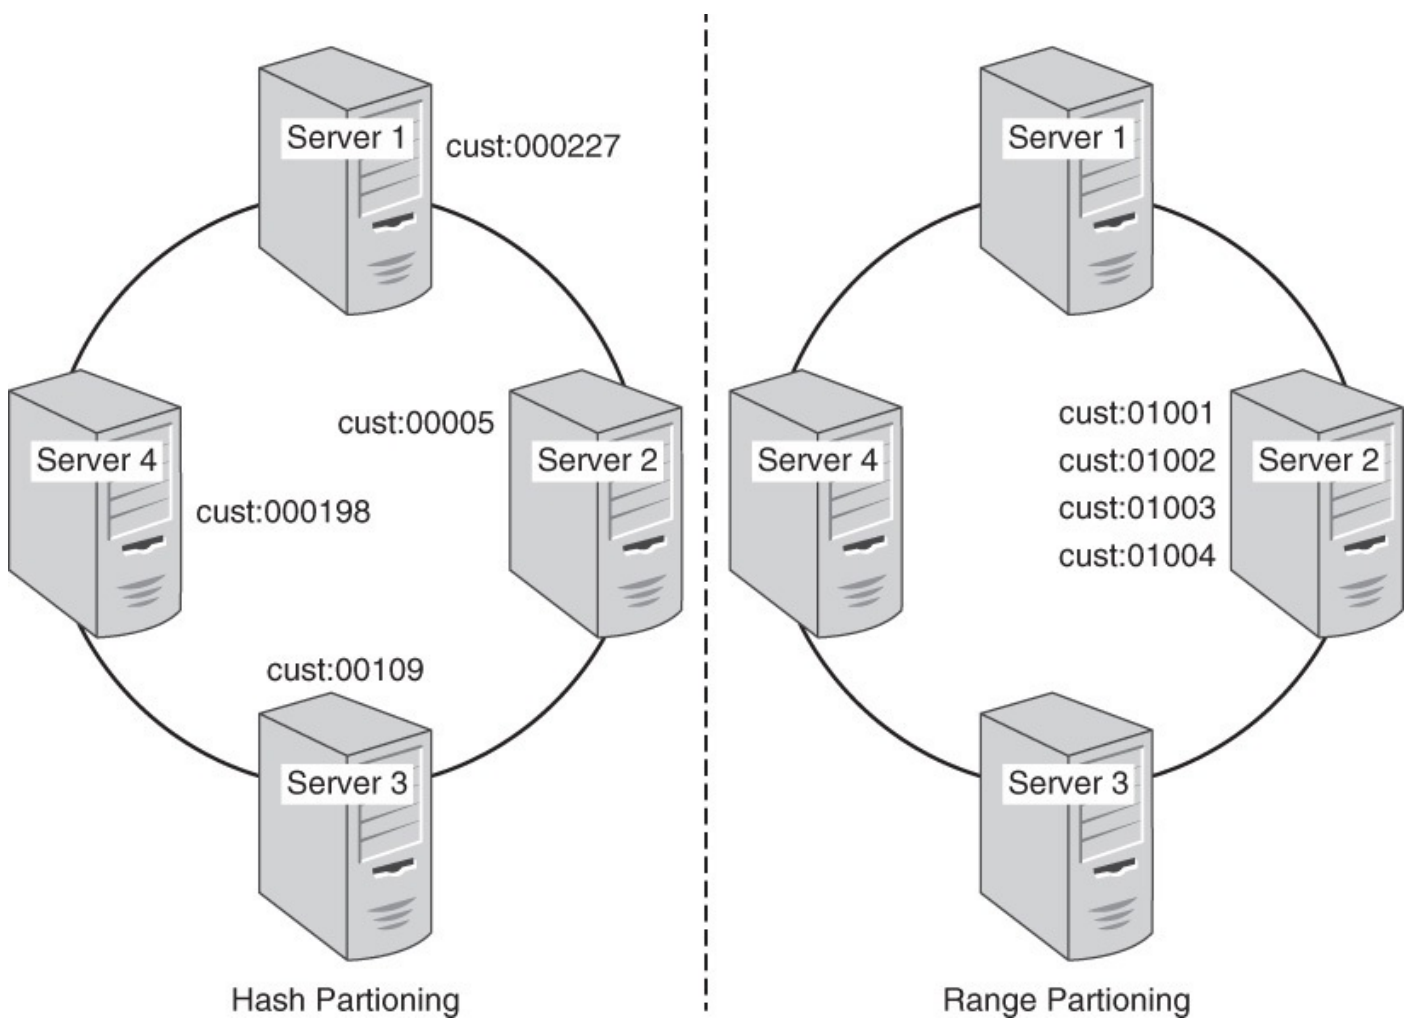 Server 1
cust:000227
cust:00005
Server 4
Server 2
cust:000198
cust:00109
Server 3
Hash Partioning
Server 1
cust:01001
Server 4
cust:01002
Server 2
cust:01003
cust:01004
Server 3
Range Partioning